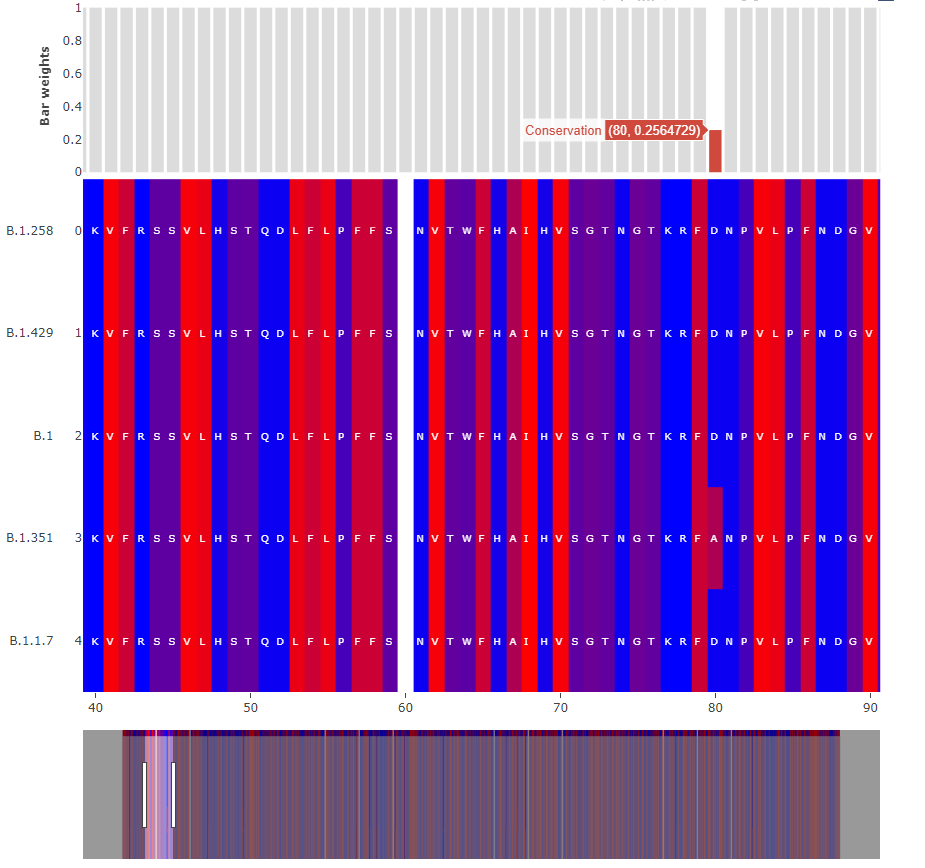 1
0.8
0.6
0.4
0.2
0
Bar weights
Conservation (80, 0.2564729)
B.1.258 0 K V F R S S V L H S T Q D L F L P F F S N V T W F H A I H V S G T N G T K R F D N P V L P F N D G V
B.1.429 1 K V F R S S V L H S T Q D L F L P F F S N V T W F H A I H V S G T N G T K R F D N P V L P F N D G V
B.1 2 K V F R S S V L H S T Q D L F L P F F S N V T W F H A I H V S G T N G T K R F D N P V L P F N D G V
B.1.351 3 K V F R S S V L H S T Q D L F L P F F S N V T W F H A I H V S G T N G T K R F A N P V L P F N D G V
B.1.1.7 4 K V F R S S V L H S T Q D L F L P F F S N V T W F H A I H V S G T N G T K R F D N P V L P F N D G V
40 50 60 70 80 90